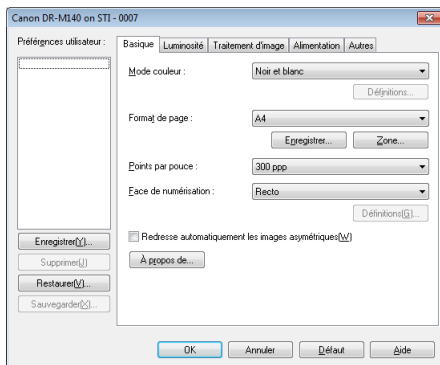 Canon DR-M140 on STI - 0007
Préférences utilisateur :
Basique Luminosité Traitement d'image Alimentation Autres
Mode couleur : Noir et blanc
Définitions...
Format de page : A4
Enregistrer... Zone...
Points par pouce : 300 ppp
Face de numérisation : Recto
Définitions(G)...
Redresse automatiquement les images asymétriques(W)
À propos de...
Enregistrer(Y)...
Supprimer(J)
Restaurer(V)...
Sauvegarder(X)...
OK Annuler Défaut Aide